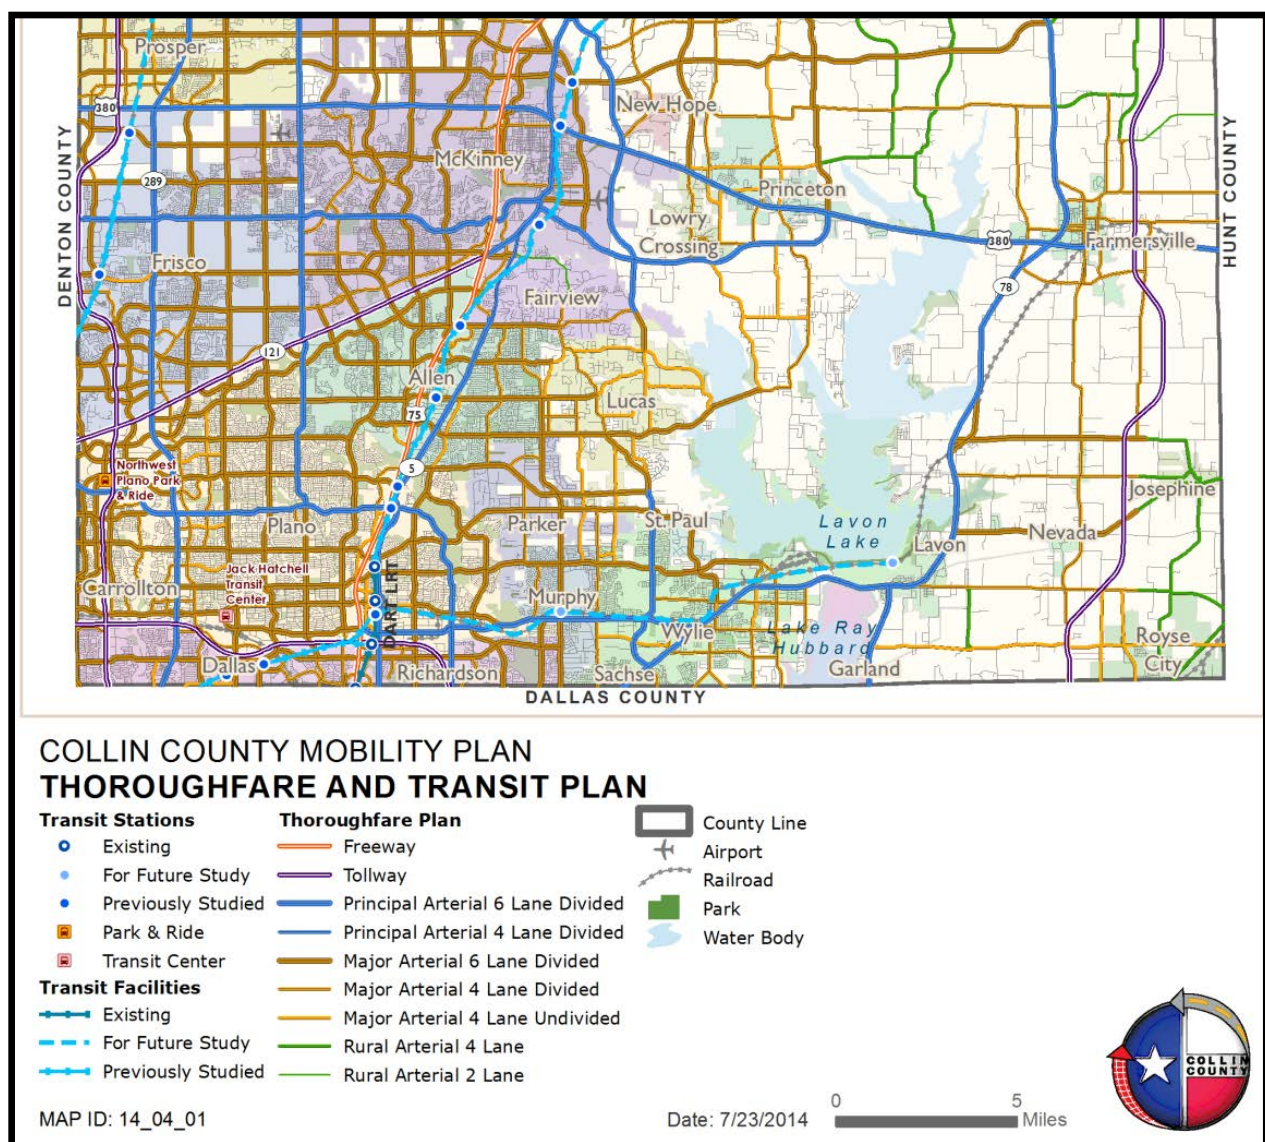 Prosper
380
New Hope
DENTON COUNTY
HUNT COUNTY
McKinney
289
Princeton
Lowry
Crossing
380
Farmersville
Frisco
78
Fairview
121
Allen
75
Lucas
5
Northwest
Plano Park
& Ride
Josephine
Plano
Parker
St. Paul
Lavon
Lake
Nevada
Lavon
Jack Hatchell
Transit
Center
Carrollton
DART LRT
Murphy
Wylie
Lake Ray
Hubbard
Royse
City
Dallas
Richardson
Sachse
Garland
DALLAS COUNTY
COLLIN COUNTY MOBILITY PLAN
THOROUGHFARE AND TRANSIT PLAN
Transit Stations
Existing
For Future Study
Previously Studied
Park & Ride
Transit Center
Transit Facilities
Existing
For Future Study
Previously Studied
Thoroughfare Plan
Freeway
Tollway
Principal Arterial 6 Lane Divided
Principal Arterial 4 Lane Divided
Major Arterial 6 Lane Divided
Major Arterial 4 Lane Divided
Major Arterial 4 Lane Undivided
Rural Arterial 4 Lane
Rural Arterial 2 Lane
County Line
Airport
Railroad
Park
Water Body
COLLIN
COUNTY
MAP ID: 14_04_01
Date: 7/23/2014
0 5
Miles